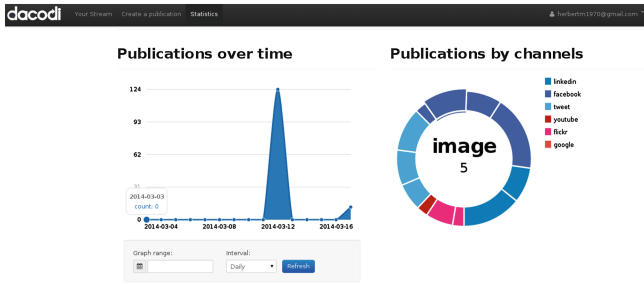 dacodi Your Stream Create a publication Statistics herbertm1970@gmail.com
Publications over time
124
93
62
31
2014-03-03
count: 0
0
2014-03-04 2014-03-08 2014-03-12 2014-03-16
Graph range: Interval:
Daily Refresh
Publications by channels
linkedin
facebook
tweet
youtube
flickr
google
image
5